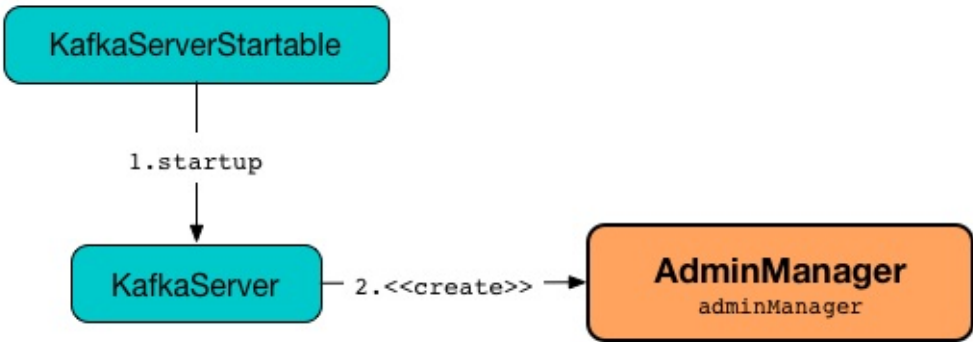 KafkaServerStartable
1.startup
KafkaServer
2.<<create>>
AdminManager
adminManager